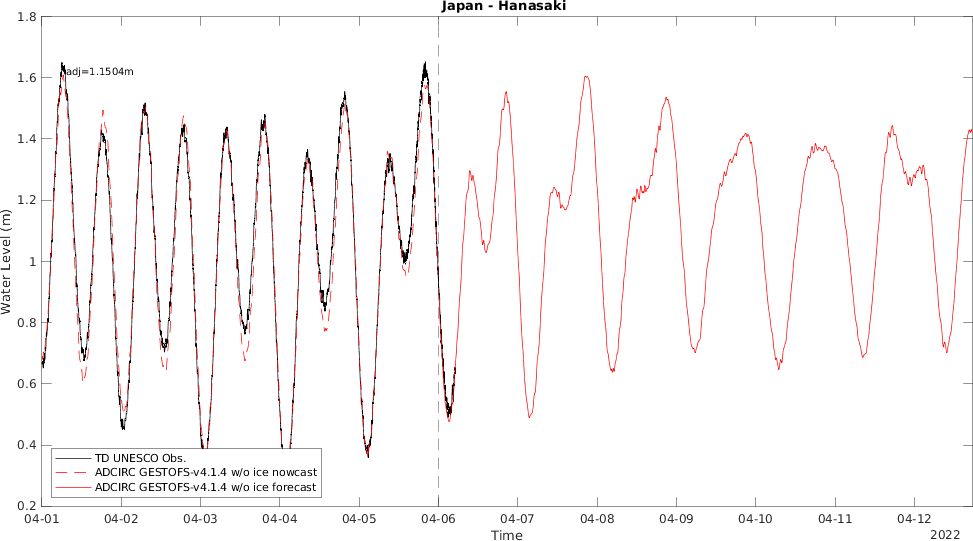 Japan - Hanasaki
1.8
1.6
1.4
1.2
1
0.8
0.6
0.4
0.2
Water Level (m)
adj=1.1504m
TD UNESCO Obs.
ADCIRC GESTOFS-v4.1.4 w/o ice nowcast
ADCIRC GESTOFS-v4.1.4 w/o ice forecast
04-01 04-02 04-03 04-04 04-05 04-06 04-07 04-08 04-09 04-10 04-11 04-12
Time
2022